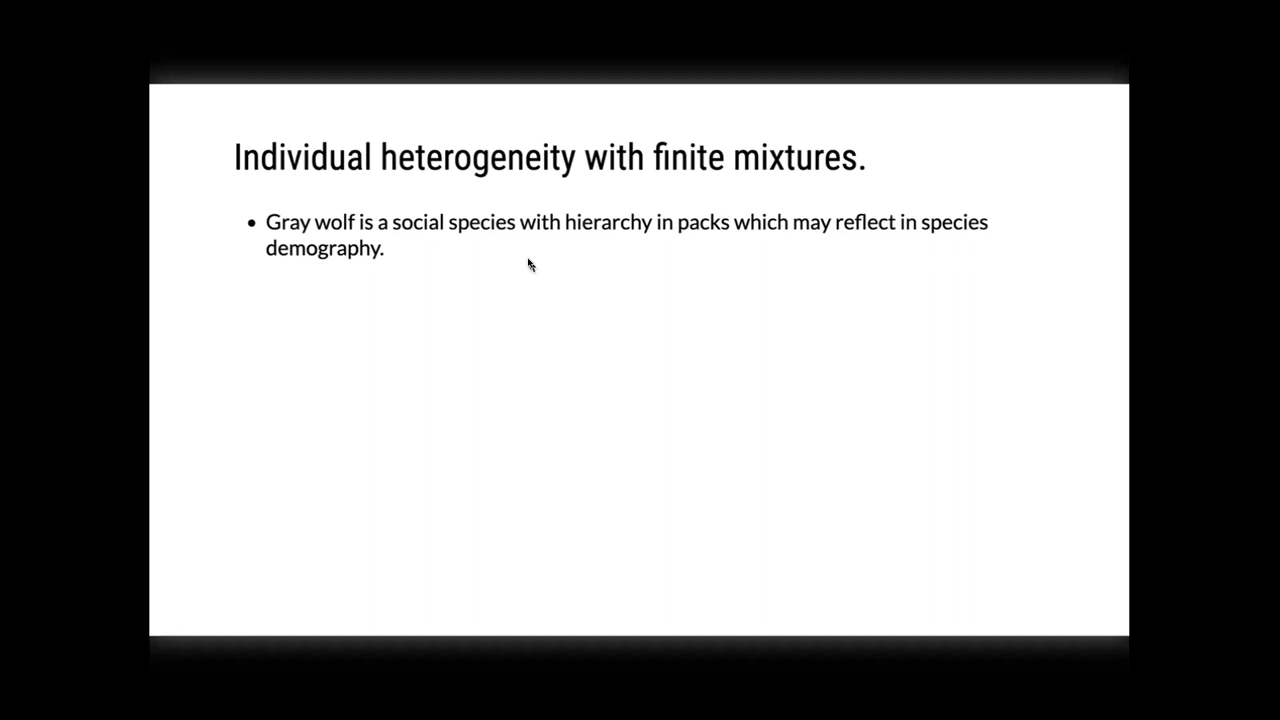 Individual heterogeneity with finite mixtures.
• Gray wolf is a social species with hierarchy in packs which may reflect in species
demography.